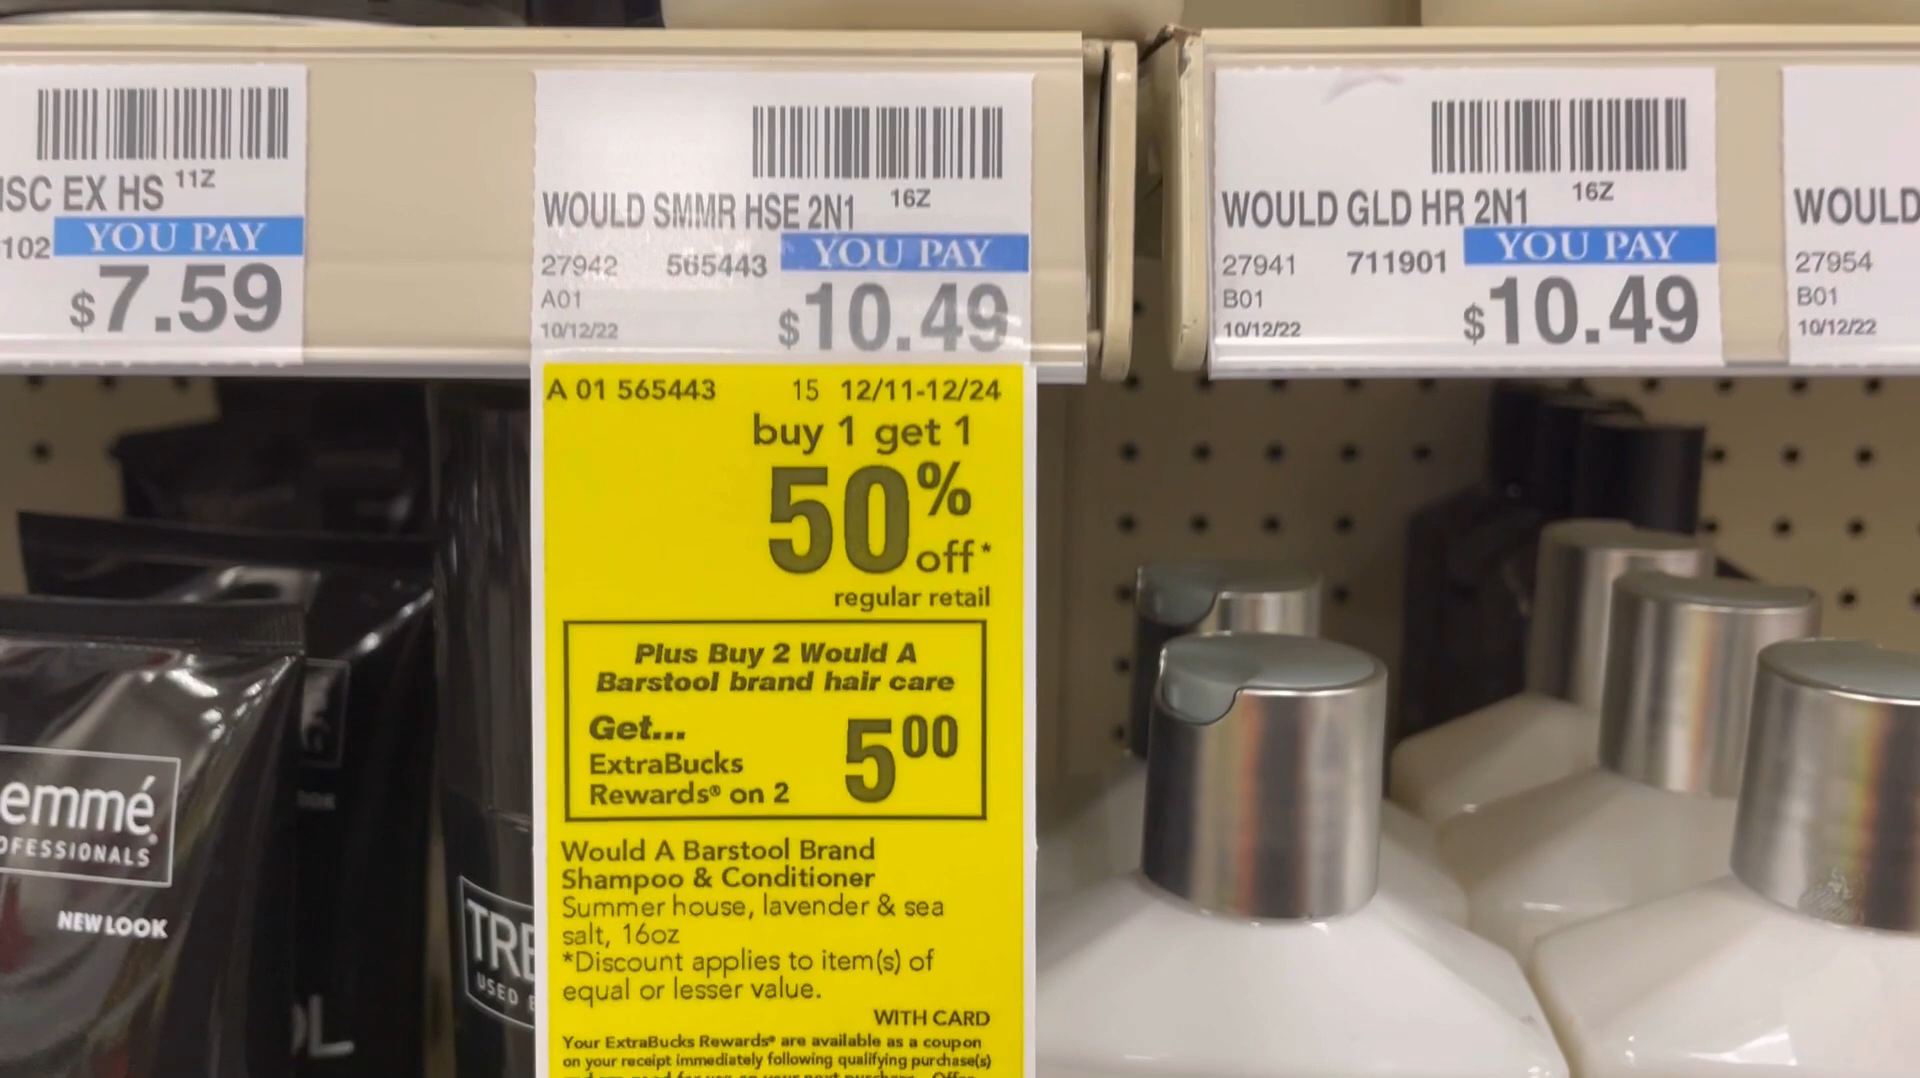 ISC EX HS 11Z
102 YOU PAY
$7.59
WOULD SMMR HSE 2N1 16Z
27942 565443 YOU PAY
A01
10/12/22 $10.49
WOULD GLD HR 2N1 16Z
27941 711901 YOU PAY
B01
10/12/22 $10.49
WOULD
27954
B01
10/12/22
A 01 565443 15 12/11-12/24
buy 1 get 1
50% off*
regular retail
Plus Buy 2 Would A
Barstool brand hair care
Get... 5 00
ExtraBucks
Rewards® on 2
Would A Barstool Brand
Shampoo & Conditioner
Summer house, lavender & sea
salt, 16oz
*Discount applies to item(s) of
equal or lesser value.
WITH CARD
Your ExtraBucks Rewards® are available as a coupon
on your receipt immediately following qualifying purchase(s)
emmé
OFESSIONALS
NEW LOOK
TRE
USED